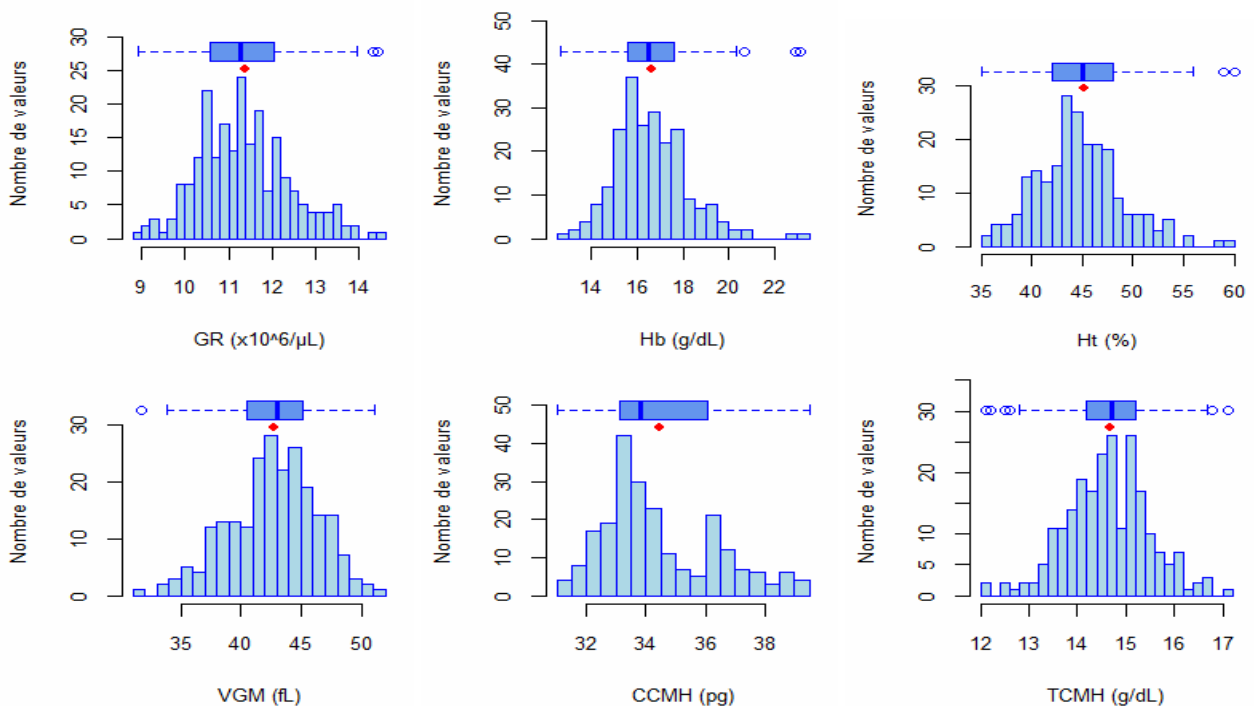 Nombre de valeurs
0 5 10 15 20 25 30
9 10 11 12 13 14
GR (x10^6/µL)
Nombre de valeurs
0 10 20 30 40 50
14 16 18 20 22
Hb (g/dL)
Nombre de valeurs
0 10 20 30
35 40 45 50 55 60
Ht (%)
Nombre de valeurs
0 10 20 30
35 40 45 50
VGM (fL)
Nombre de valeurs
0 10 20 30 40 50
32 34 36 38
CCMH (pg)
Nombre de valeurs
0 5 10 20 30
12 13 14 15 16 17
TCMH (g/dL)